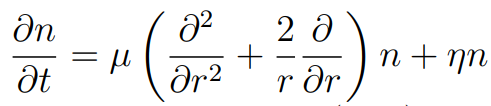 ∂n/∂t = μ ( ∂²/∂r² + (2/r) ∂/∂r ) n + ηn